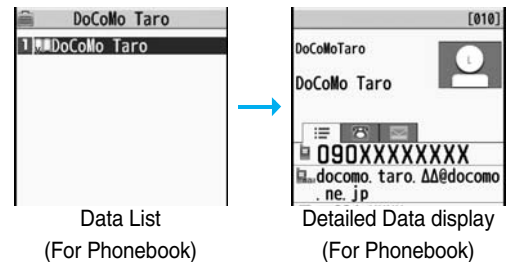 DoCoMo Taro
1 DoCoMo Taro
Data List
(For Phonebook)
[010]
DoCoMoTaro
DoCoMo Taro
090XXXXXXXX
docomo.taro.ΔΔ@docomo
.ne.jp
Detailed Data display
(For Phonebook)